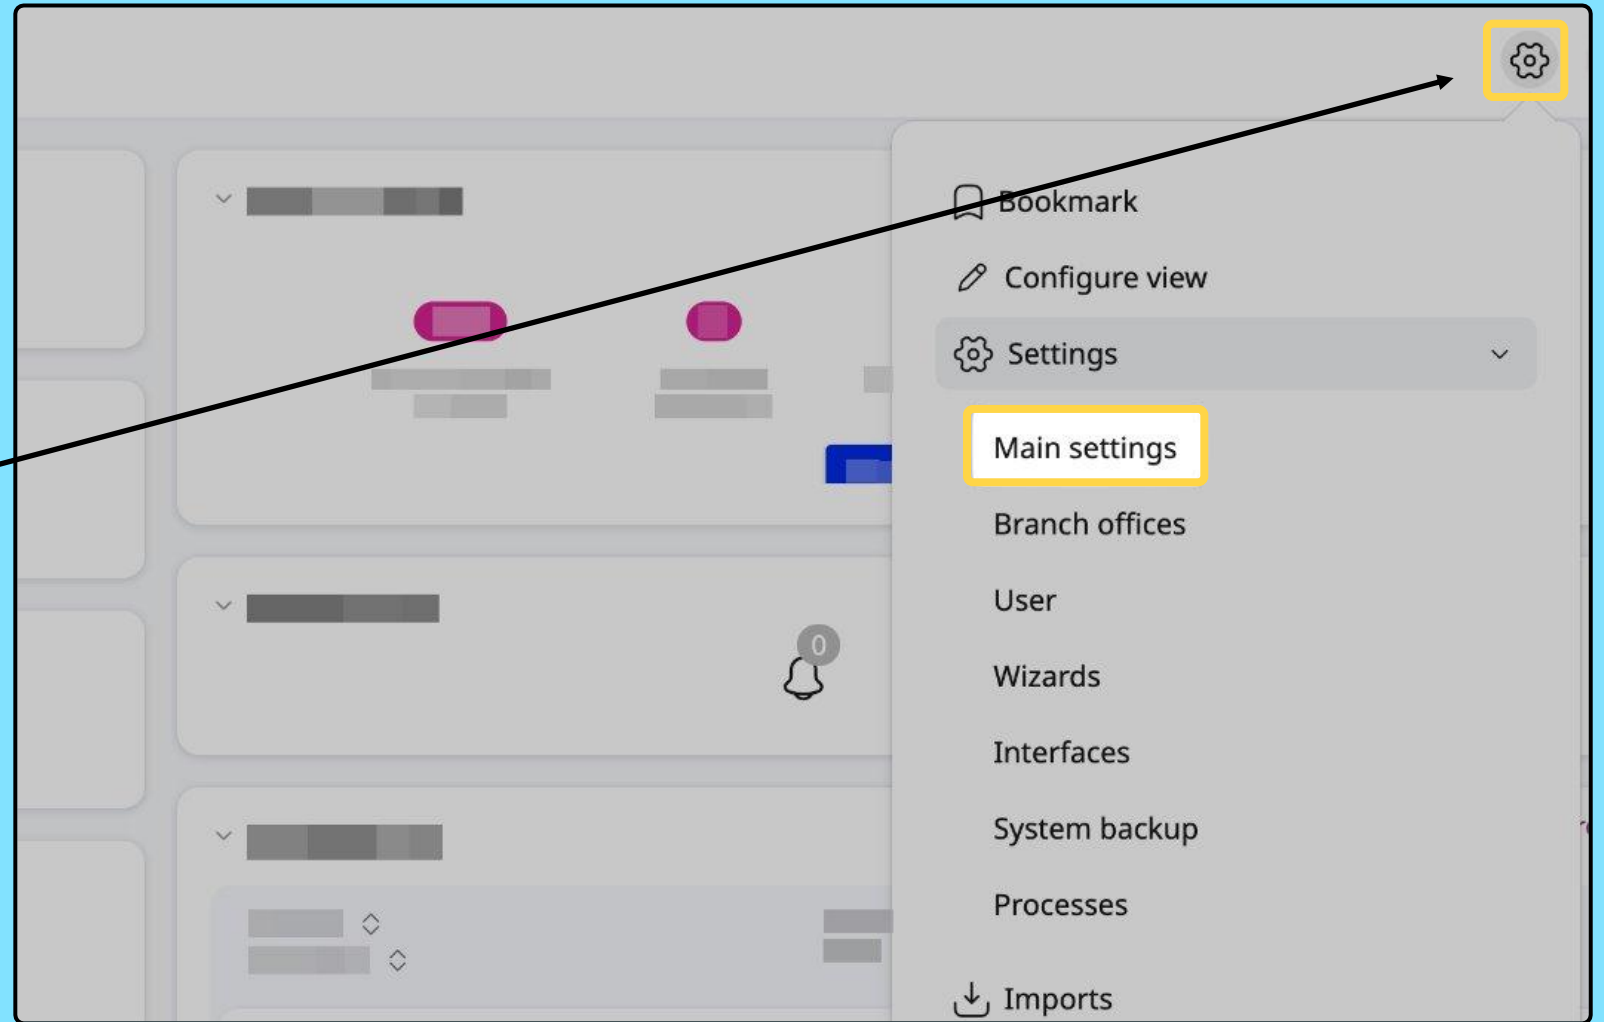 Bookmark
Configure view
Settings
Main settings
Branch offices
User
0
Wizards
Interfaces
System backup
Processes
Imports